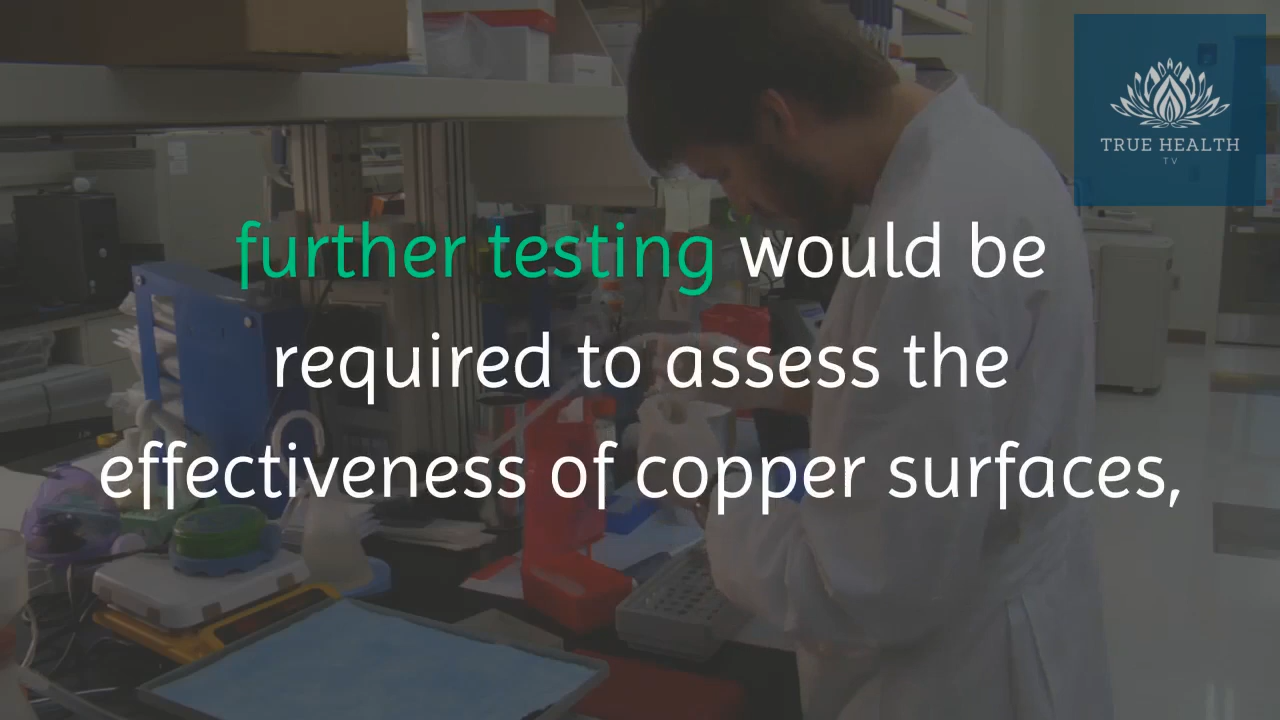 TRUE HEALTH
TV
further testing would be
required to assess the
effectiveness of copper surfaces,